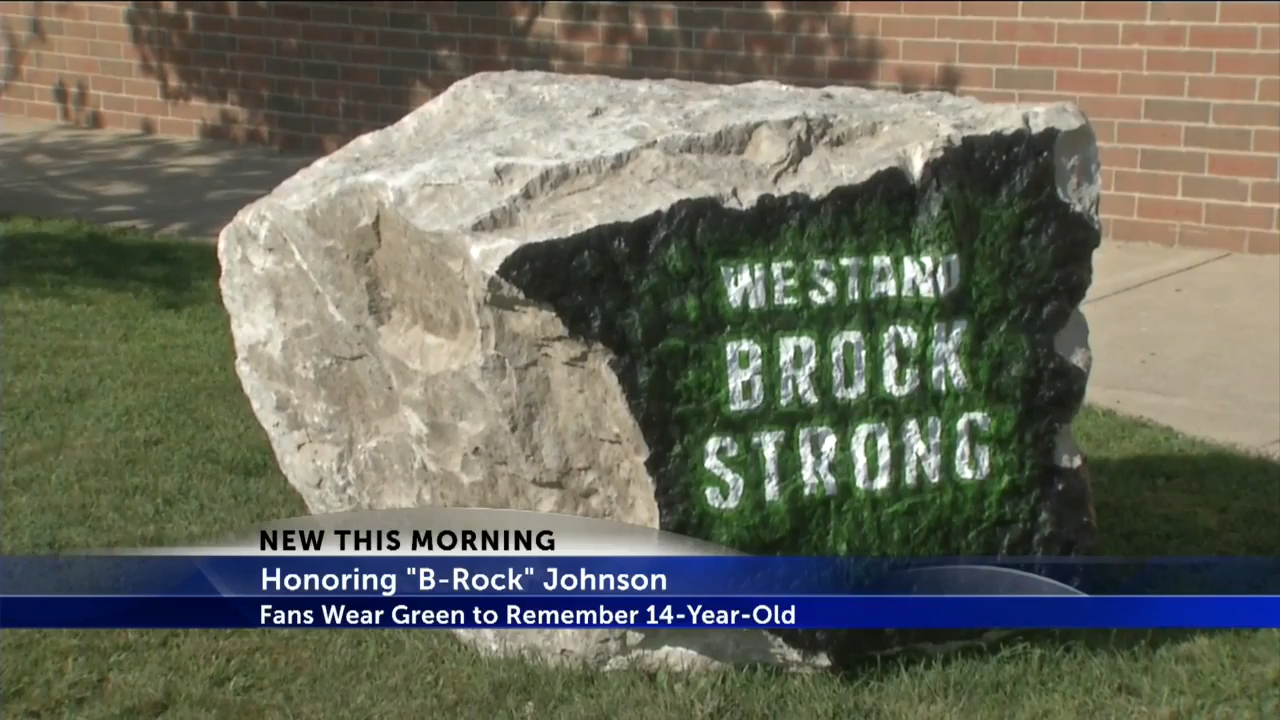 WE STAND
BROCK
STRONG
NEW THIS MORNING
Honoring "B-Rock" Johnson
Fans Wear Green to Remember 14-Year-Old